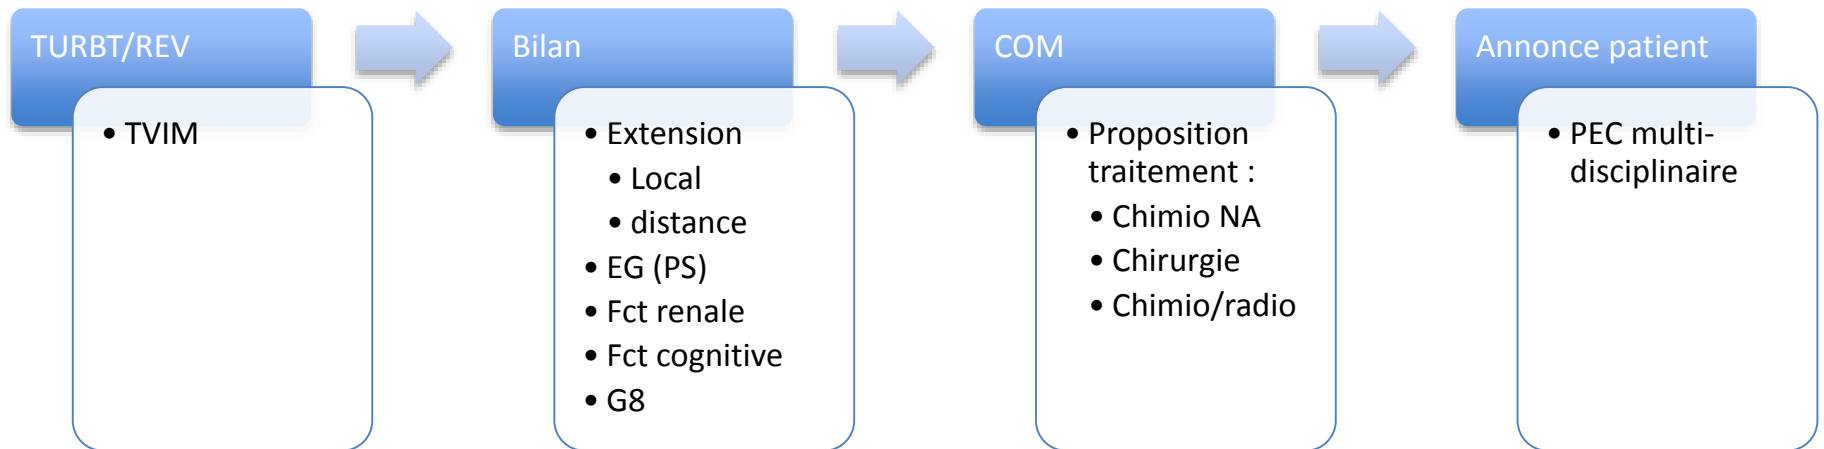 TURBT/REV
• TVIM
Bilan
• Extension
• Local
• distance
• EG (PS)
• Fct renale
• Fct cognitive
• G8
COM
• Proposition
traitement :
• Chimio NA
• Chirurgie
• Chimio/radio
Annonce patient
• PEC multi-
disciplinaire